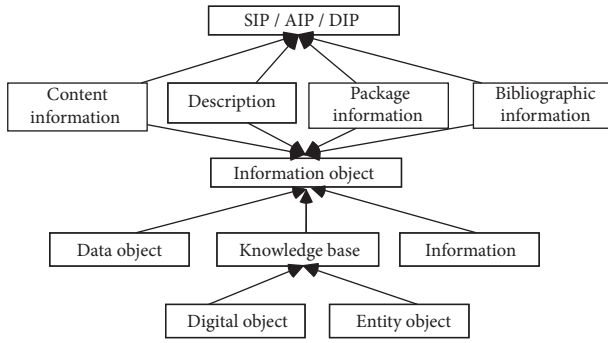 SIP / AIP / DIP
Content
information
Description
Package
information
Bibliographic
information
Information object
Data object
Knowledge base
Information
Digital object
Entity object